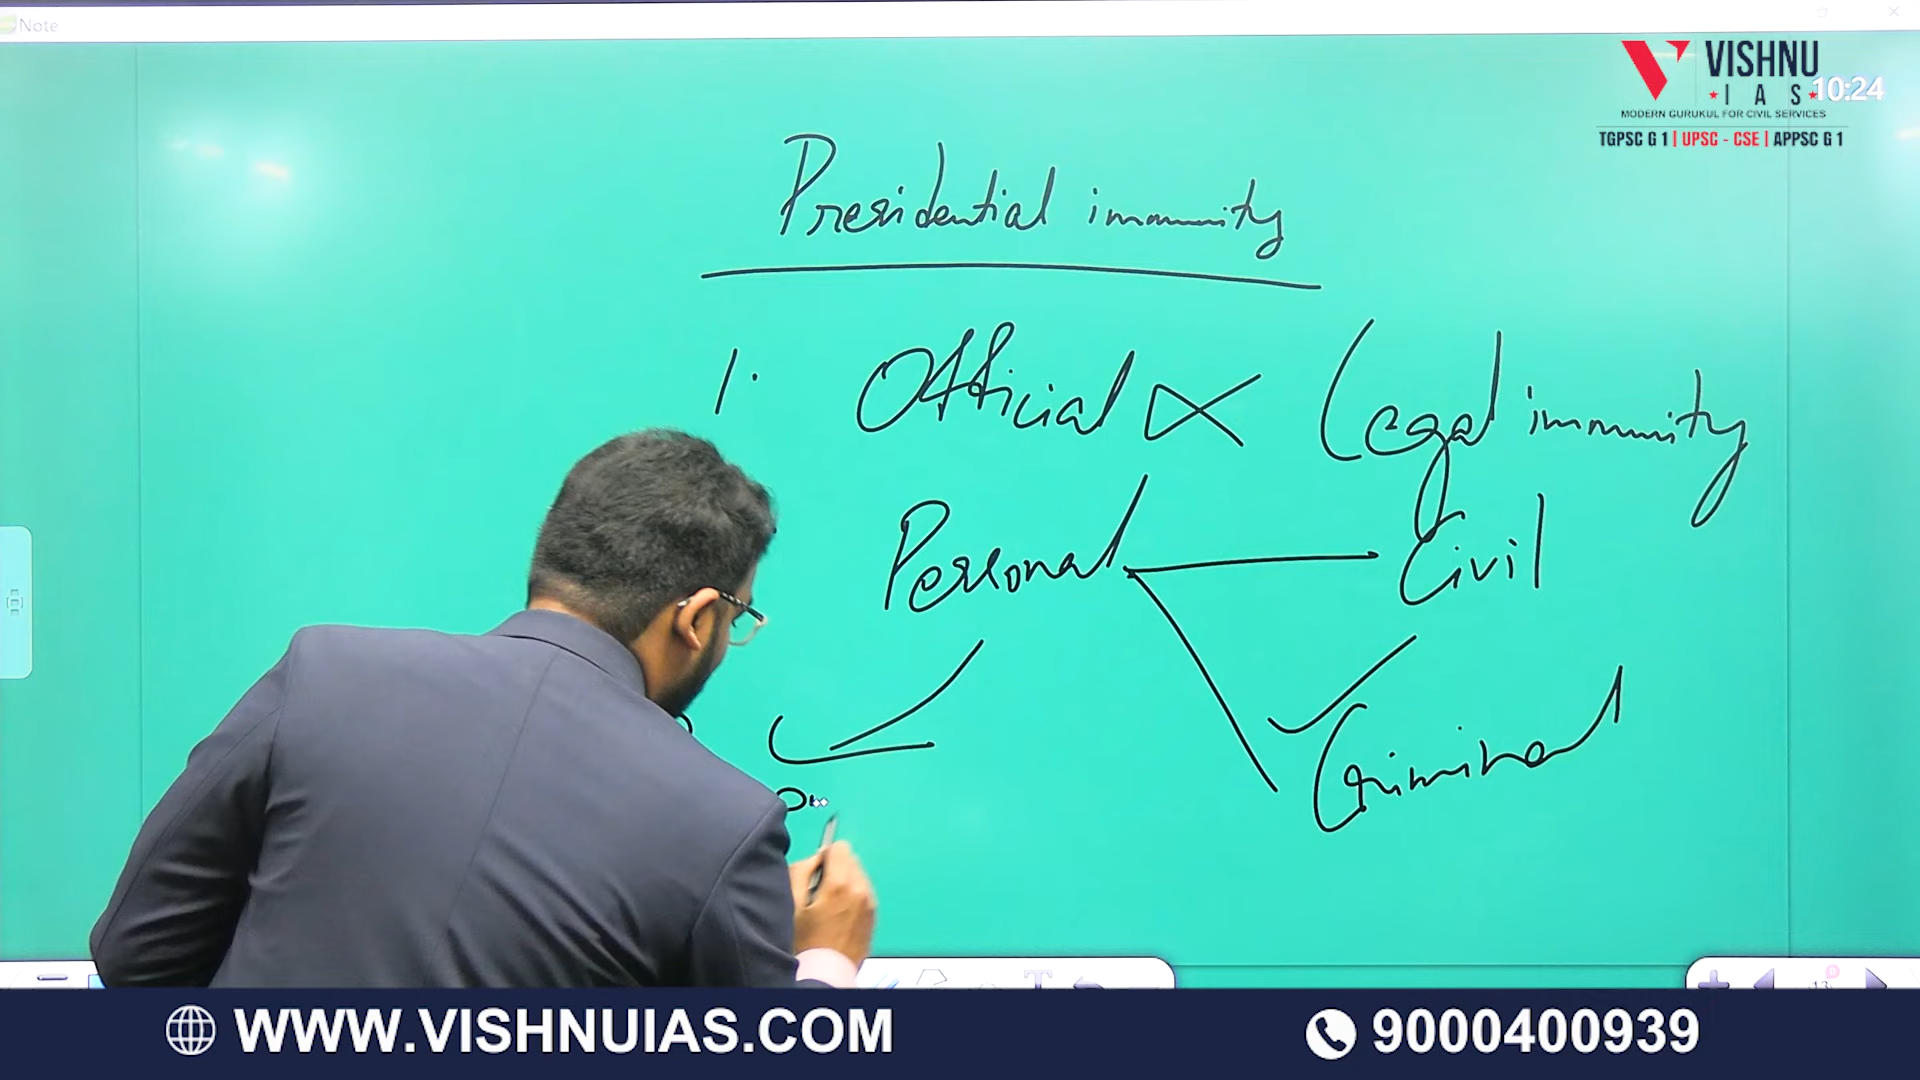 Note
VISHNU
IAS
10:24
MODERN GURUKUL FOR CIVIL SERVICES
TGPSC G 1 | UPSC - CSE | APPSC G 1
Presidential immunity
1. Official Legal immunity
Personal Civil
Criminal
WWW.VISHNUIAS.COM 9000400939